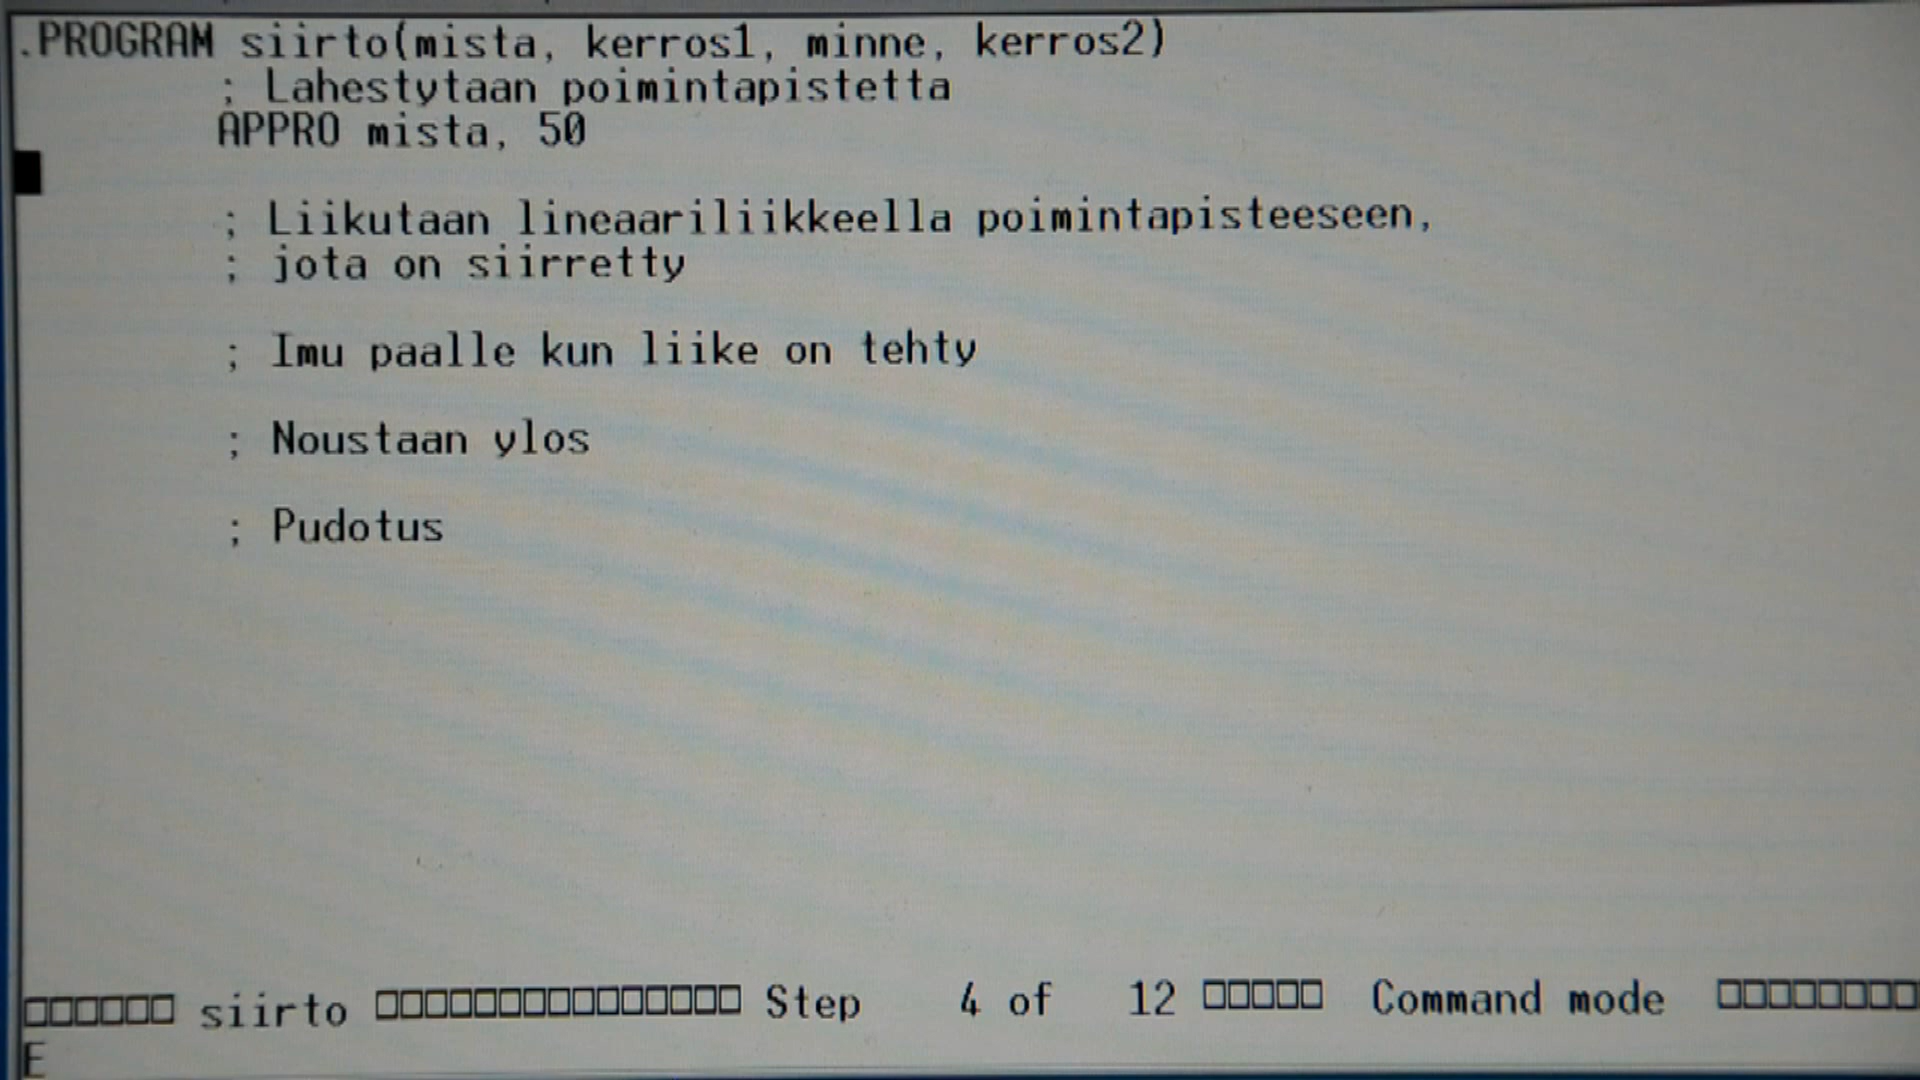 .PROGRAM siirto(mista, kerros1, minne, kerros2)
; Lahestytaan poimintapistetta
APPRO mista, 50
; Liikutaan lineaariliikkeella poimintapisteeseen,
; jota on siirretty
; Imu paalle kun liike on tehty
; Noustaan ylos
; Pudotus
siirto Step 4 of 12 Command mode
E